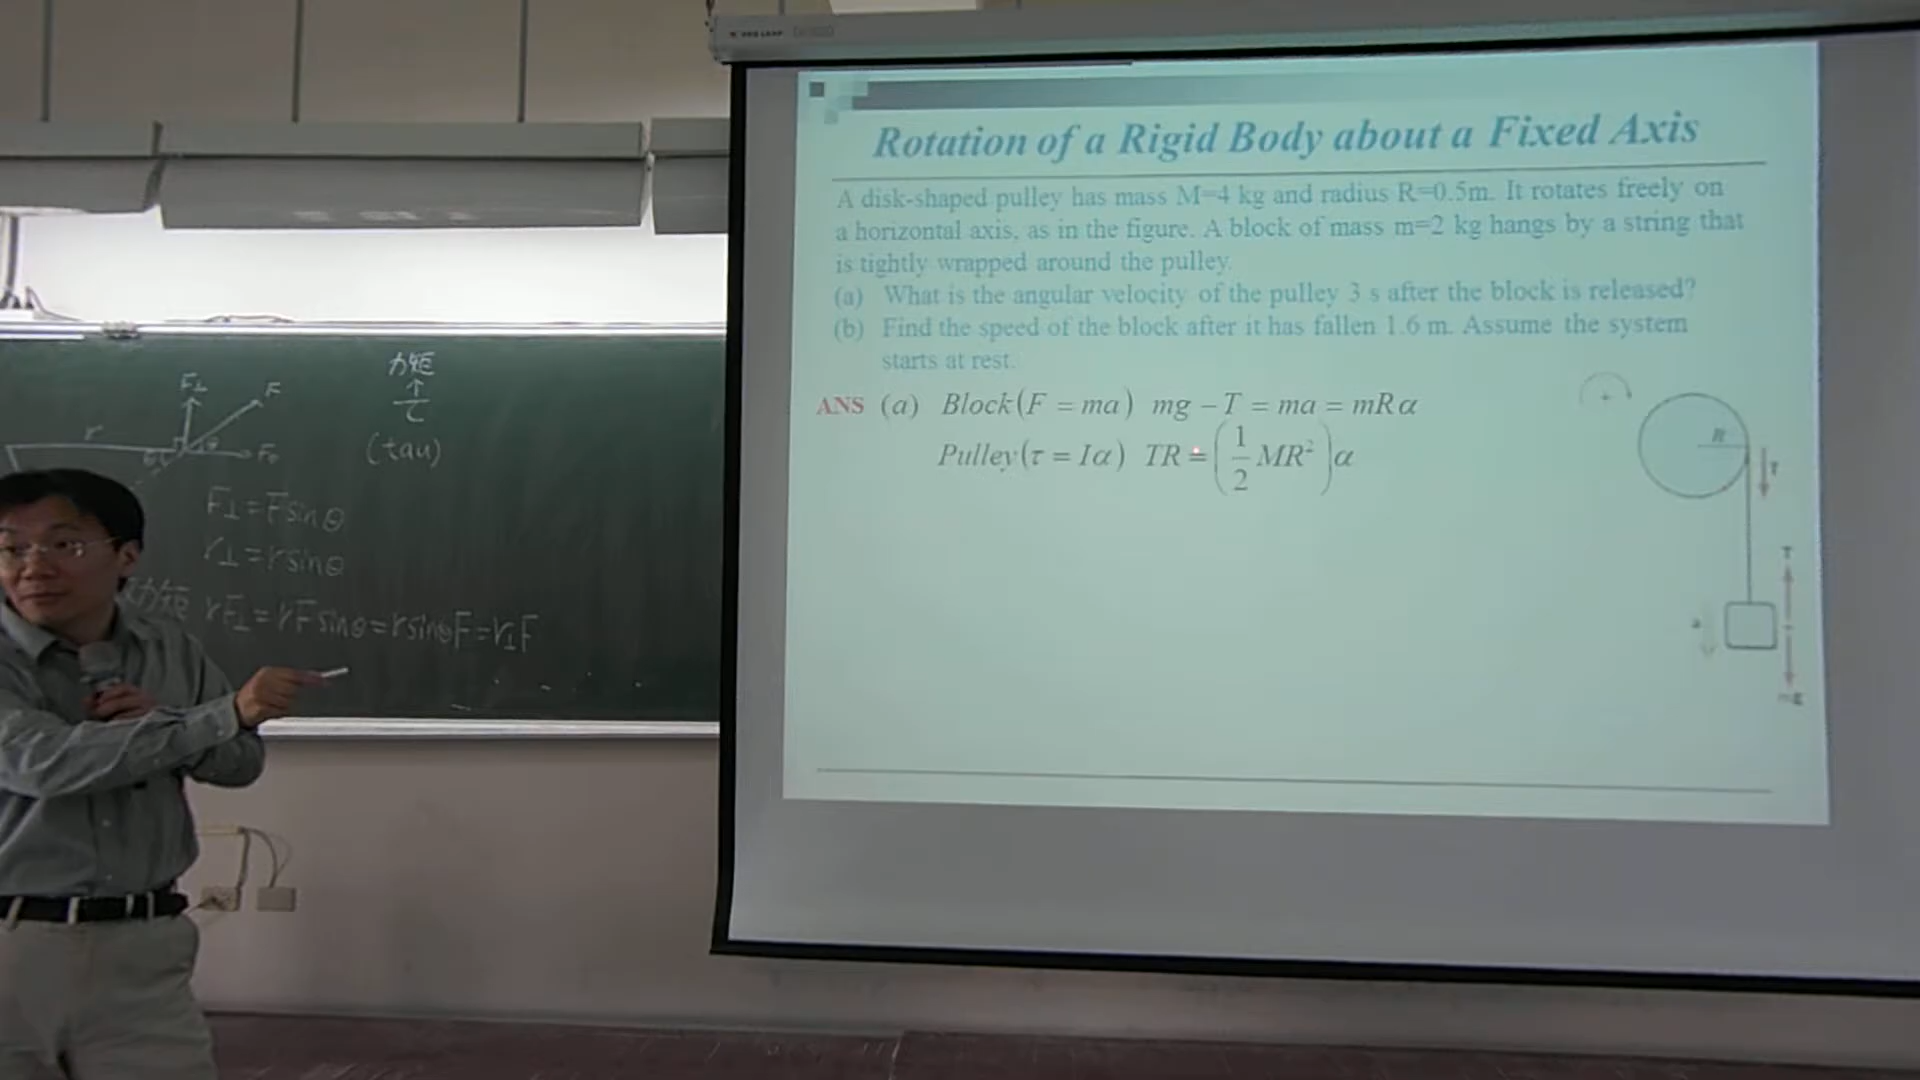 Rotation of a Rigid Body about a Fixed Axis
A disk-shaped pulley has mass M=4 kg and radius R=0.5m. It rotates freely on
a horizontal axis, as in the figure. A block of mass m=2 kg hangs by a string that
is tightly wrapped around the pulley.
(a) What is the angular velocity of the pulley 3 s after the block is released?
(b) Find the speed of the block after it has fallen 1.6 m. Assume the system
starts at rest.
ANS (a) Block(F = ma) mg − T = ma = mRα
Pulley(τ = Iα) TR = (1/2 MR²)α
R
T
T
a
mg
力矩
↑
τ
(tau)
F⊥
F
r
θ
F⊥=Fsinθ
r⊥=rsinθ
力矩 rF⊥=rFsinθ=rsinθF=r⊥F